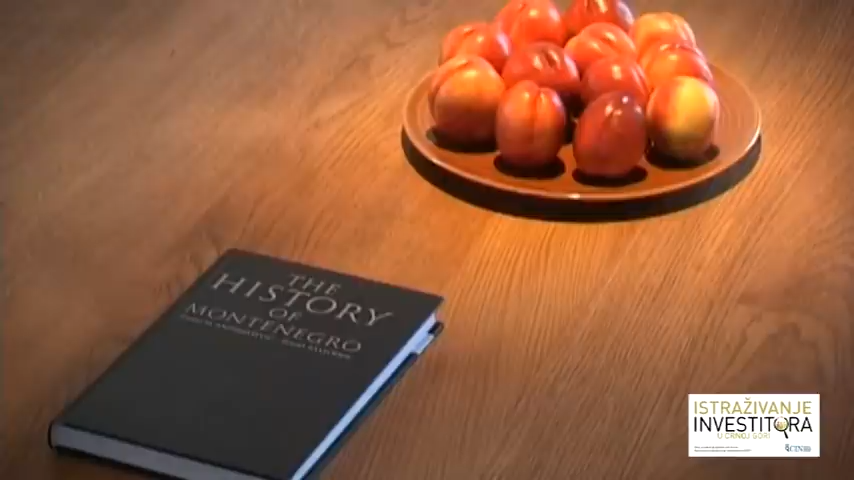 THE
HISTORY
OF
MONTENEGRO
ISTRAŽIVANJE
INVESTITORA
U CRNOJ GORI